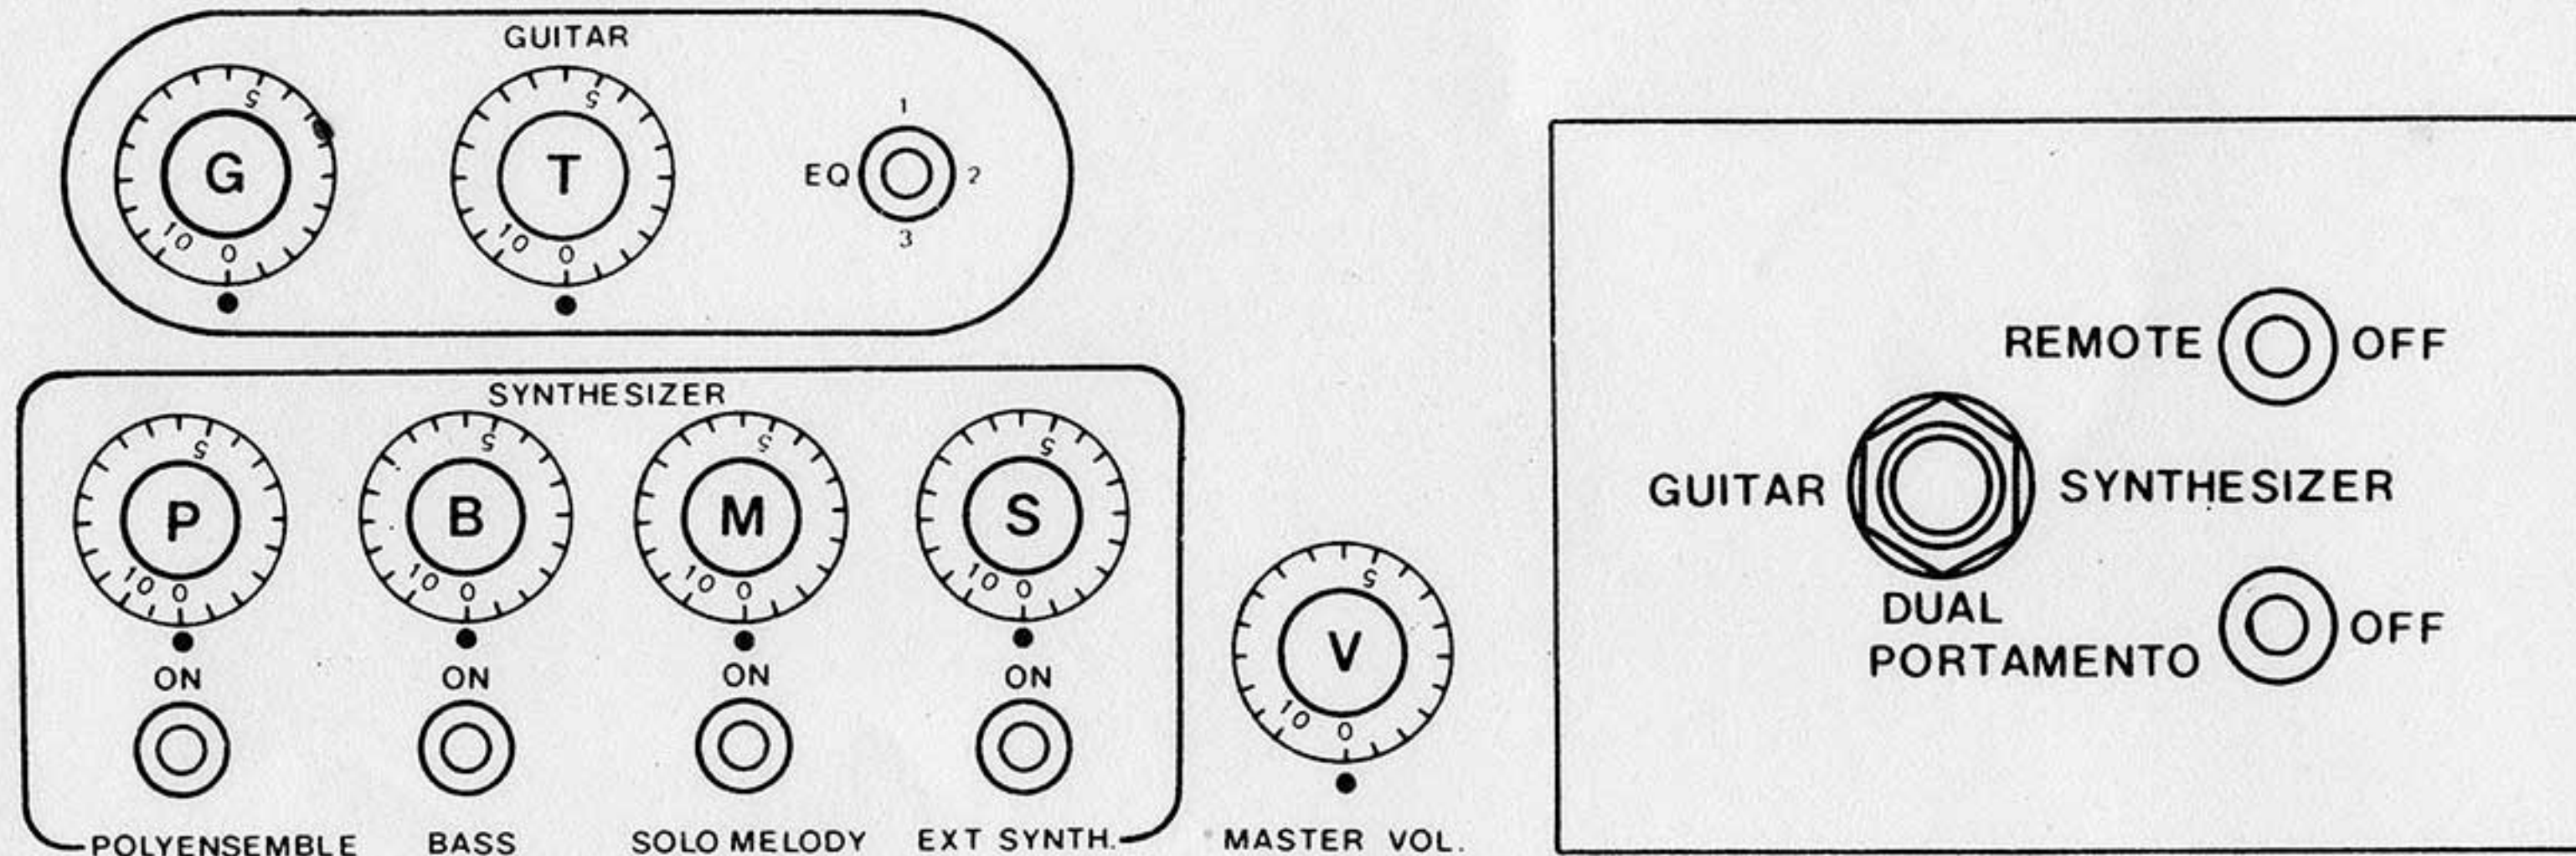 GUITAR
5 5
G T
10 0 10 0
1
EQ 2
3
SYNTHESIZER
5 5 5 5
P B M S
10 0 10 0 10 0 10 0
ON ON ON ON
POLYENSEMBLE BASS SOLO MELODY EXT SYNTH.
5
V
10 0
MASTER VOL.
REMOTE OFF
GUITAR SYNTHESIZER
DUAL
PORTAMENTO OFF